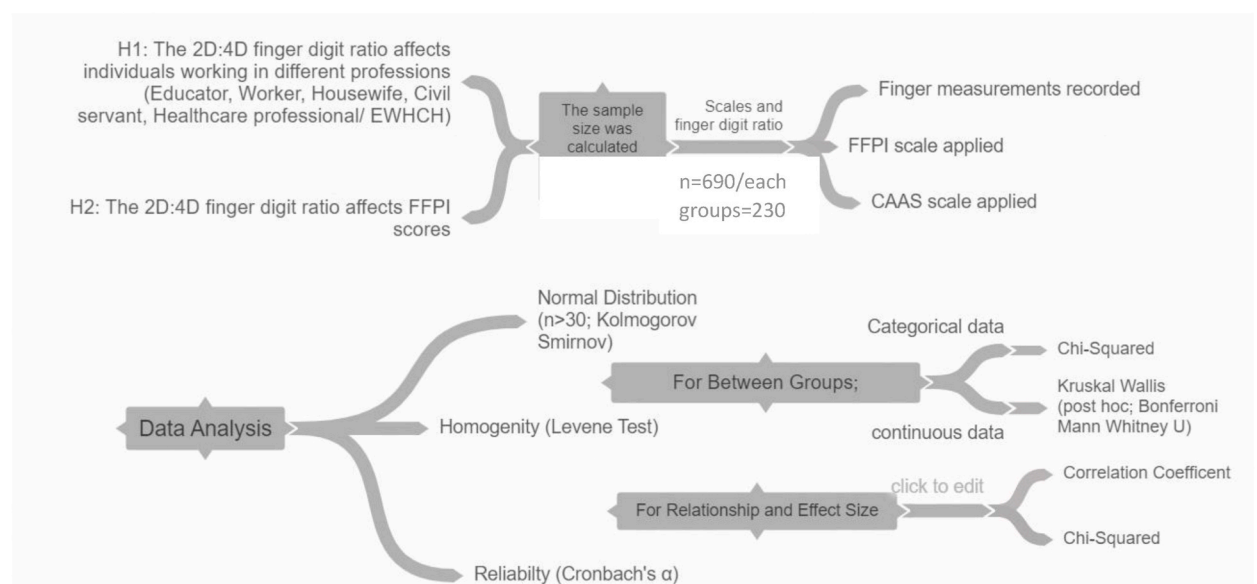 H1: The 2D:4D finger digit ratio affects
individuals working in different professions
(Educator, Worker, Housewife, Civil
servant, Healthcare professional/ EWHCH)
H2: The 2D:4D finger digit ratio affects FFPI
scores
The sample
size was
calculated
Scales and
finger digit ratio
n=690/each
groups=230
Finger measurements recorded
FFPI scale applied
CAAS scale applied
Data Analysis
Normal Distribution
(n>30; Kolmogorov
Smirnov)
Homogenity (Levene Test)
Reliabilty (Cronbach's α)
For Between Groups;
Categorical data
Chi-Squared
continuous data
Kruskal Wallis
(post hoc; Bonferroni
Mann Whitney U)
For Relationship and Effect Size
click to edit
Correlation Coefficent
Chi-Squared